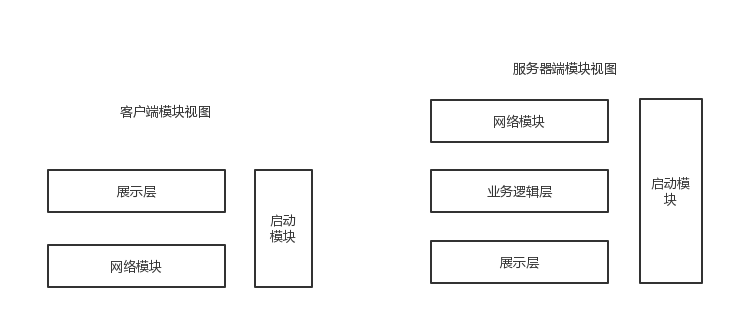 客户端模块视图
展示层
网络模块
启动
模块
服务器端模块视图
网络模块
业务逻辑层
展示层
启动模
块